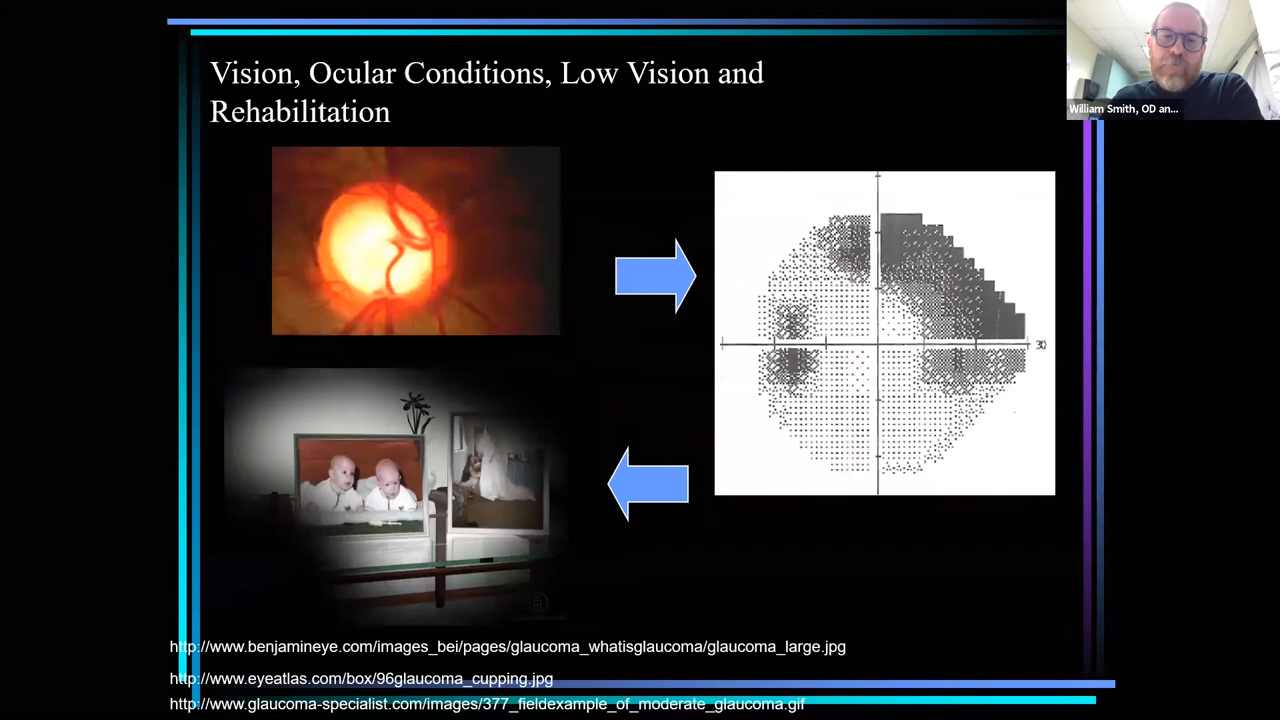 Vision, Ocular Conditions, Low Vision and
Rehabilitation
William Smith, OD an...
30
http://www.benjamineye.com/images_bei/pages/glaucoma_whatisglaucoma/glaucoma_large.jpg
http://www.eyeatlas.com/box/96glaucoma_cupping.jpg
http://www.glaucoma-specialist.com/images/377_fieldexample_of_moderate_glaucoma.gif